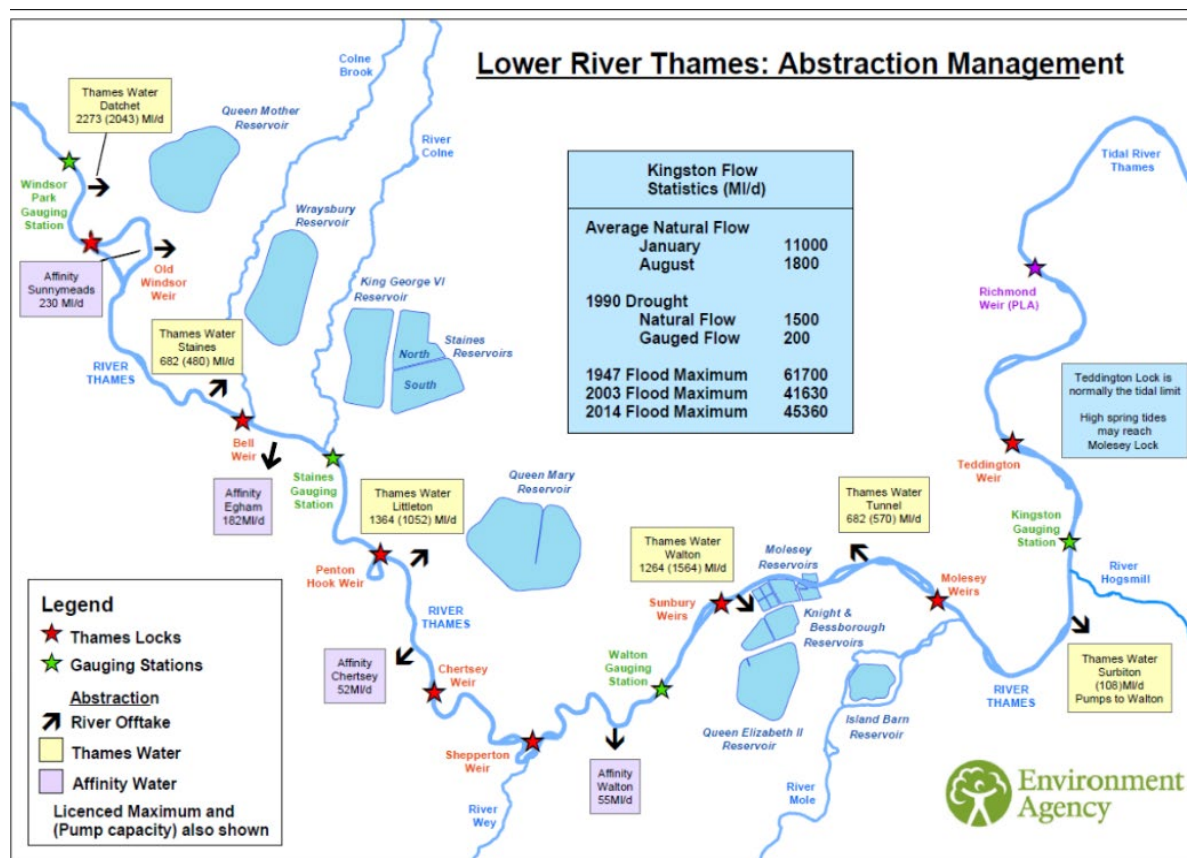 Lower River Thames: Abstraction Management
Colne
Brook
River
Colne
Thames Water
Datchet
2273 (2043) Ml/d
Queen Mother
Reservoir
Windsor
Park
Gauging
Station
Affinity
Sunnymeads
230 Ml/d
Old
Windsor
Weir
Wraysbury
Reservoir
King George VI
Reservoir
Staines
Reservoirs
North
South
Thames Water
Staines
682 (480) Ml/d
RIVER
THAMES
Bell
Weir
Affinity
Egham
182Ml/d
Staines
Gauging
Station
Thames Water
Littleton
1364 (1052) Ml/d
Queen Mary
Reservoir
Penton
Hook Weir
RIVER
THAMES
Affinity
Chertsey
52Ml/d
Chertsey
Weir
Shepperton
Weir
River
Wey
Affinity
Walton
55Ml/d
Walton
Gauging
Station
Thames Water
Walton
1264 (1564) Ml/d
Sunbury
Weirs
Molesey
Reservoirs
Knight &
Bessborough
Reservoirs
Queen Elizabeth II
Reservoir
Island Barn
Reservoir
River
Mole
Thames Water
Tunnel
682 (570) Ml/d
Molesey
Weirs
RIVER
THAMES
Thames Water
Surbiton
(108)Ml/d
Pumps to Walton
River
Hogsmill
Kingston
Gauging
Station
Teddington
Weir
Teddington Lock is
normally the tidal limit
High spring tides
may reach
Molesey Lock
Richmond
Weir (PLA)
Tidal River
Thames
Kingston Flow
Statistics (Ml/d)
Average Natural Flow
January 11000
August 1800
1990 Drought
Natural Flow 1500
Gauged Flow 200
1947 Flood Maximum 61700
2003 Flood Maximum 41630
2014 Flood Maximum 45360
Legend
Thames Locks
Gauging Stations
Abstraction
River Offtake
Thames Water
Affinity Water
Licenced Maximum and
(Pump capacity) also shown
Environment
Agency